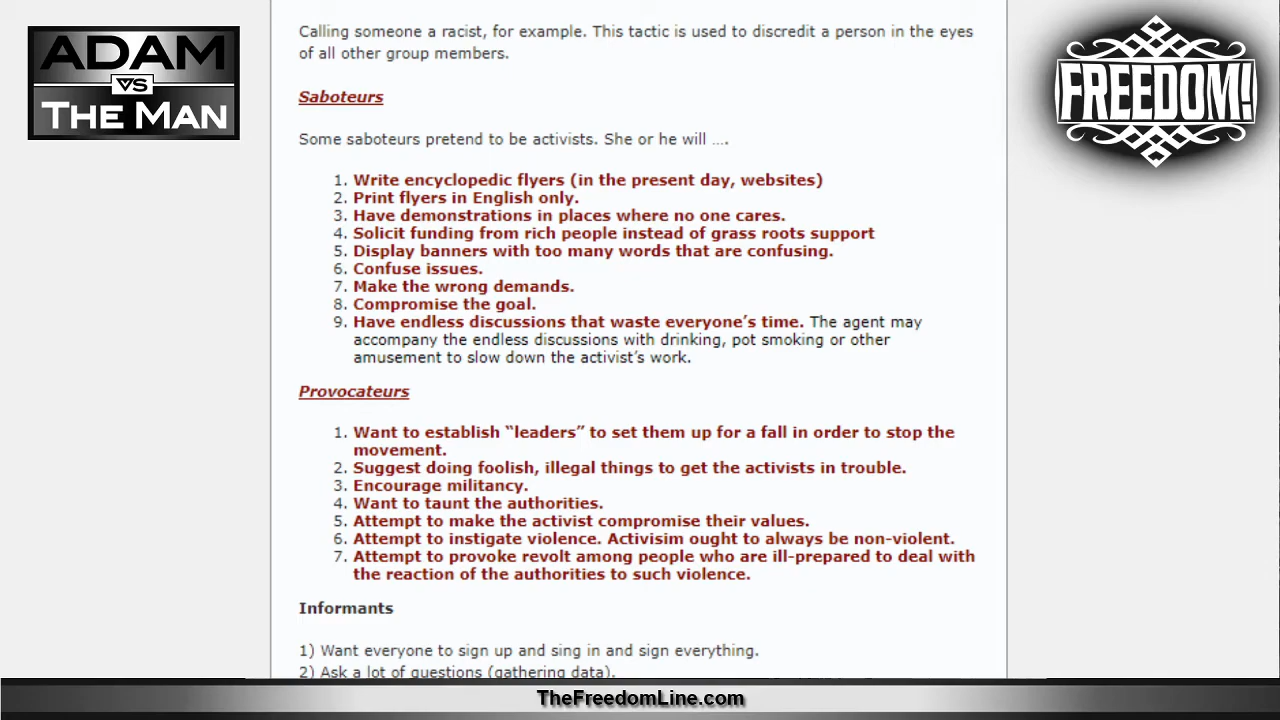 ADAM
VS
THE MAN
FREEDOM!
Calling someone a racist, for example. This tactic is used to discredit a person in the eyes
of all other group members.
Saboteurs
Some saboteurs pretend to be activists. She or he will ....
1. Write encyclopedic flyers (in the present day, websites)
2. Print flyers in English only.
3. Have demonstrations in places where no one cares.
4. Solicit funding from rich people instead of grass roots support
5. Display banners with too many words that are confusing.
6. Confuse issues.
7. Make the wrong demands.
8. Compromise the goal.
9. Have endless discussions that waste everyone’s time. The agent may
accompany the endless discussions with drinking, pot smoking or other
amusement to slow down the activist’s work.
Provocateurs
1. Want to establish “leaders” to set them up for a fall in order to stop the
movement.
2. Suggest doing foolish, illegal things to get the activists in trouble.
3. Encourage militancy.
4. Want to taunt the authorities.
5. Attempt to make the activist compromise their values.
6. Attempt to instigate violence. Activisim ought to always be non-violent.
7. Attempt to provoke revolt among people who are ill-prepared to deal with
the reaction of the authorities to such violence.
Informants
1) Want everyone to sign up and sing in and sign everything.
2) Ask a lot of questions (gathering data).
TheFreedomLine.com